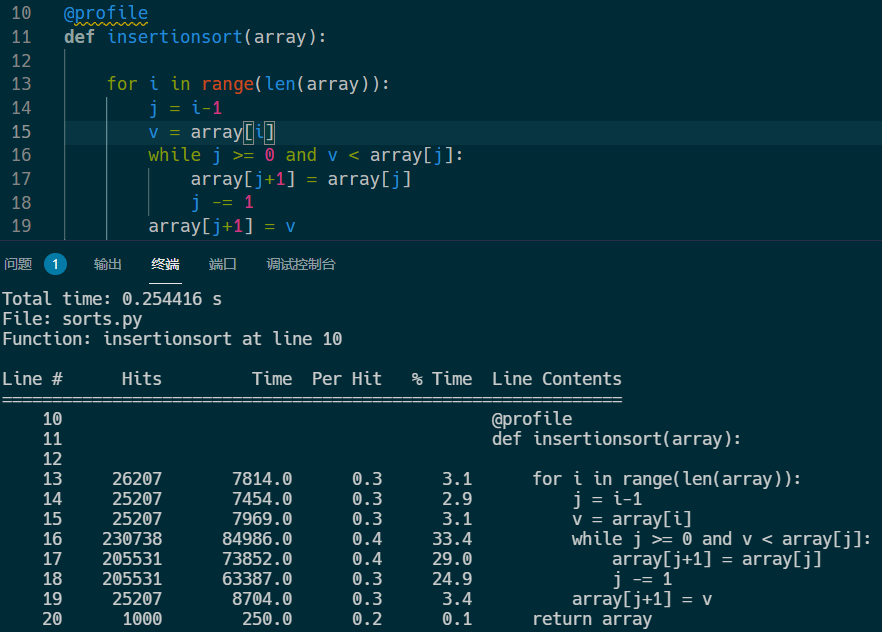 10 @profile
11 def insertionsort(array):
12
13 for i in range(len(array)):
14 j = i-1
15 v = array[i]
16 while j >= 0 and v < array[j]:
17 array[j+1] = array[j]
18 j -= 1
19 array[j+1] = v
问题 1 输出 终端 端口 调试控制台
Total time: 0.254416 s
File: sorts.py
Function: insertionsort at line 10
Line # Hits Time Per Hit % Time Line Contents
==============================================================
10 @profile
11 def insertionsort(array):
12
13 26207 7814.0 0.3 3.1 for i in range(len(array)):
14 25207 7454.0 0.3 2.9 j = i-1
15 25207 7969.0 0.3 3.1 v = array[i]
16 230738 84986.0 0.4 33.4 while j >= 0 and v < array[j]:
17 205531 73852.0 0.4 29.0 array[j+1] = array[j]
18 205531 63387.0 0.3 24.9 j -= 1
19 25207 8704.0 0.3 3.4 array[j+1] = v
20 1000 250.0 0.2 0.1 return array